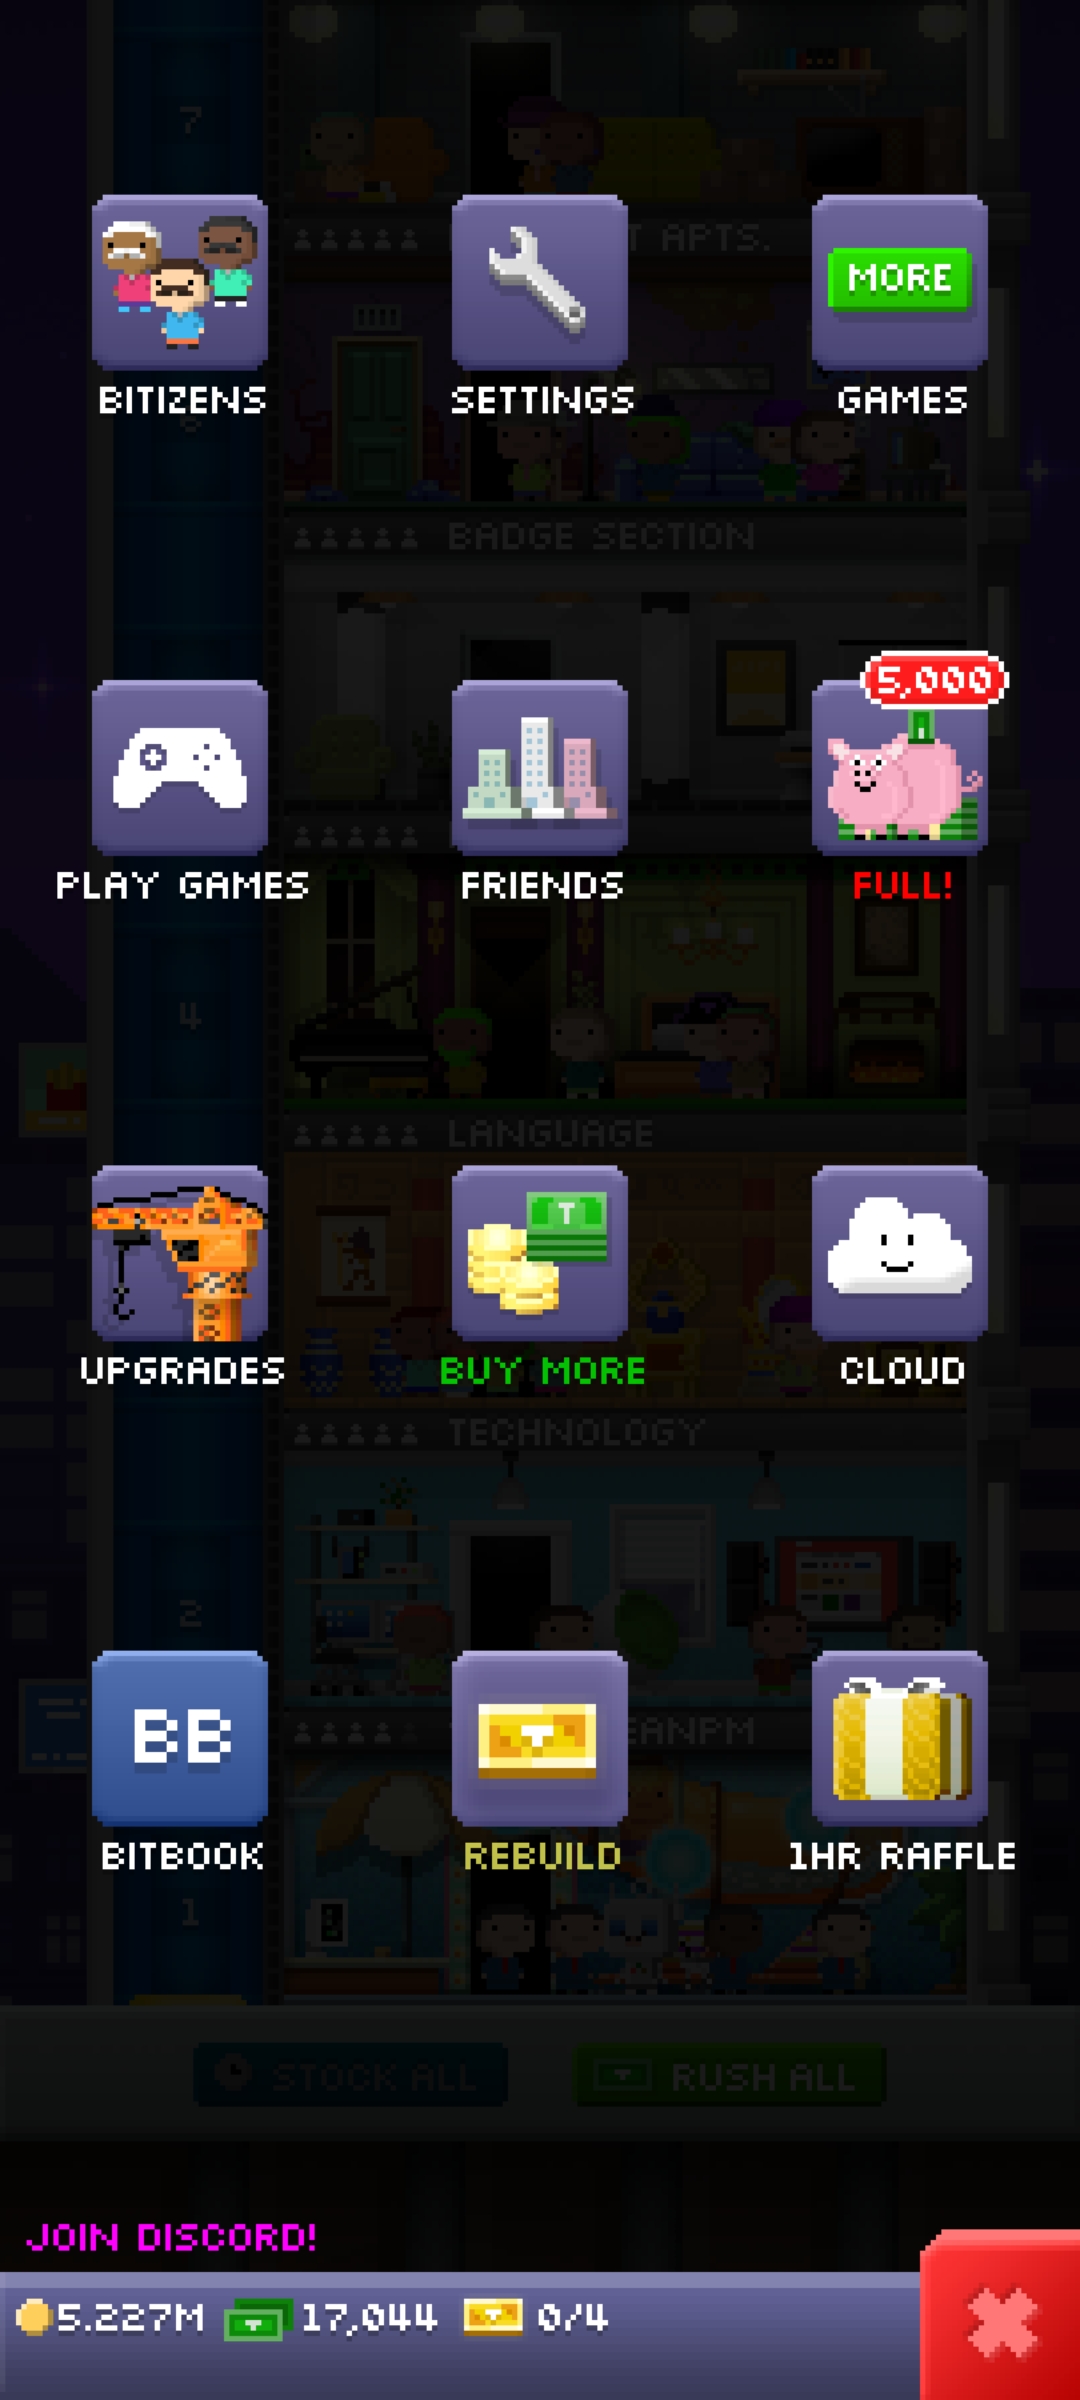 7
T APTS.
MORE
BITIZENS
SETTINGS
GAMES
BADGE SECTION
5,000
PLAY GAMES
FRIENDS
FULL!
4
LANGUAGE
T
UPGRADES
BUY MORE
CLOUD
TECHNOLOGY
2
BB
EANPM
BITBOOK
REBUILD
1HR RAFFLE
1
STOCK ALL
RUSH ALL
JOIN DISCORD!
5.227M
17,044
0/4